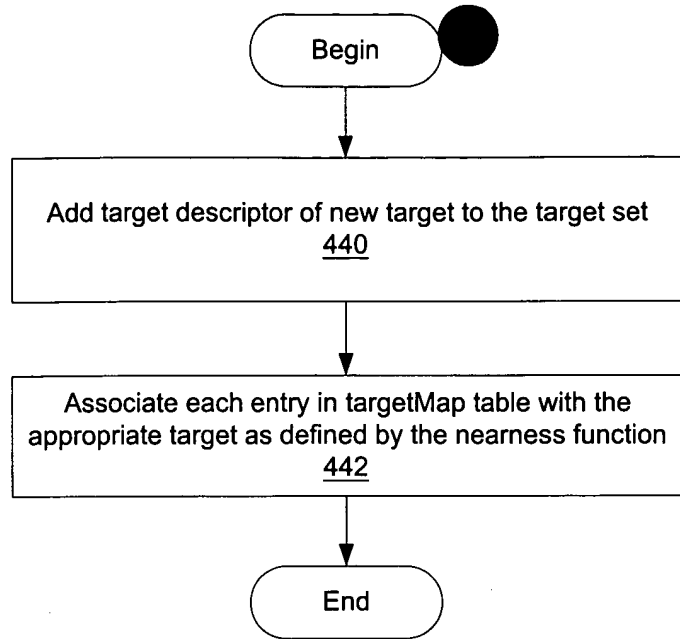 Begin
Add target descriptor of new target to the target set
440
Associate each entry in targetMap table with the
appropriate target as defined by the nearness function
442
End